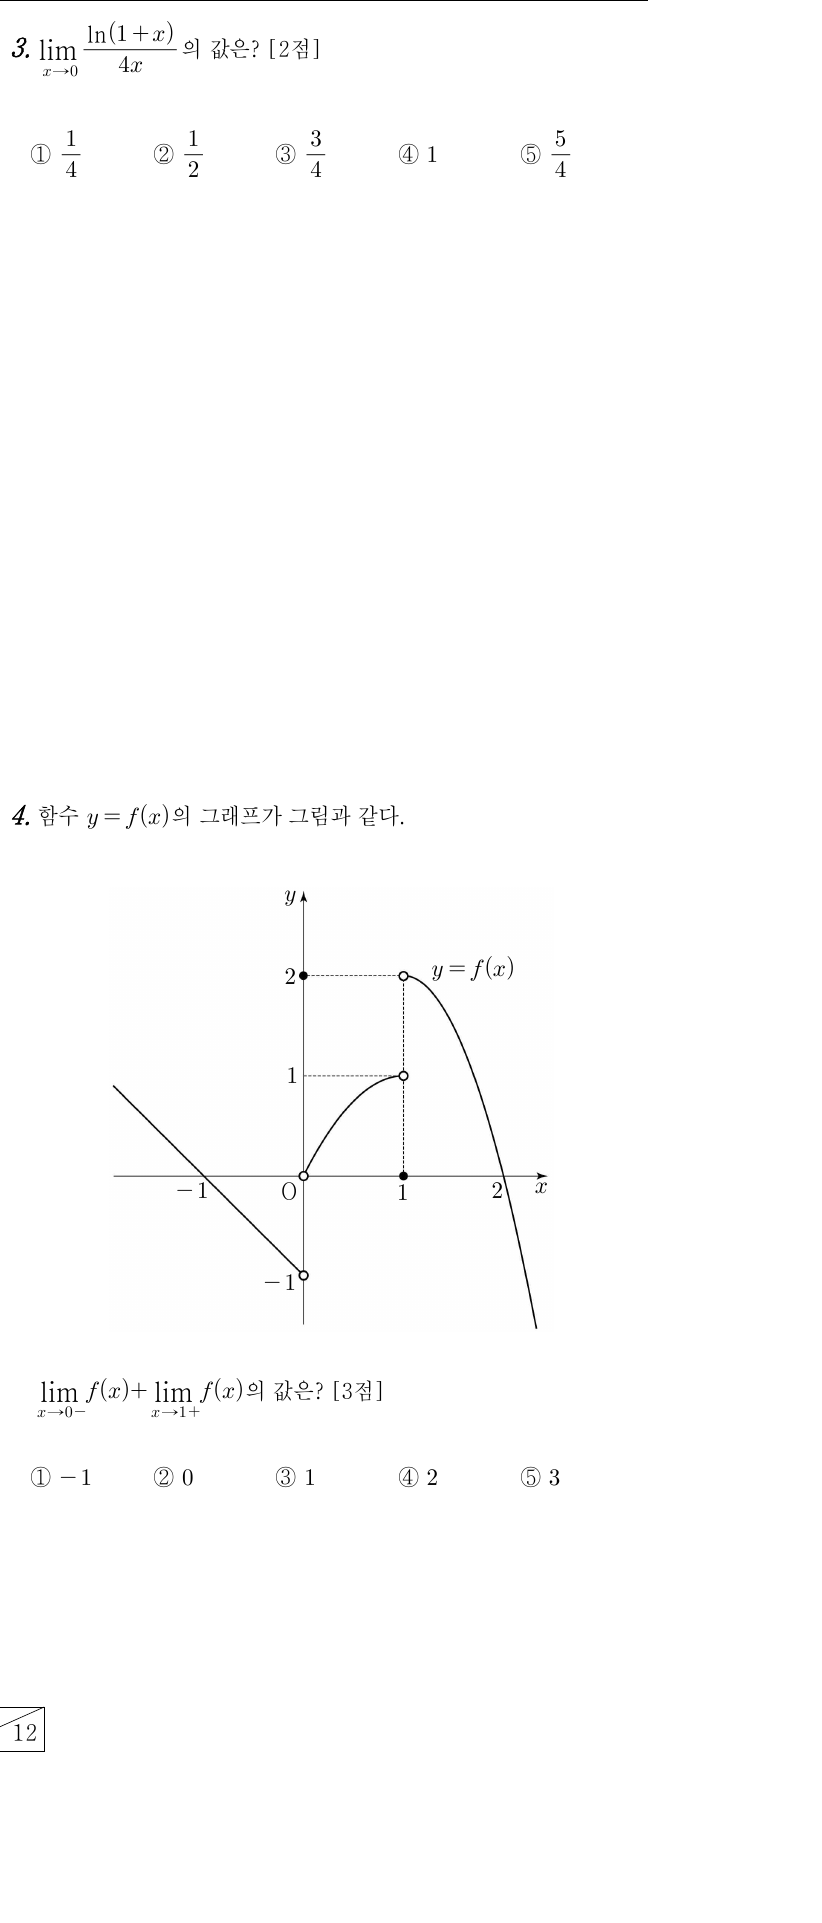 3. lim_{x→0} ln(1+x)/4x 의 값은? [2점]
① 1/4 ② 1/2 ③ 3/4 ④ 1 ⑤ 5/4
4. 함수 y=f(x)의 그래프가 그림과 같다.
y
2 y=f(x)
1
-1 O 1 2 x
-1
lim_{x→0-} f(x)+ lim_{x→1+} f(x)의 값은? [3점]
① -1 ② 0 ③ 1 ④ 2 ⑤ 3
12